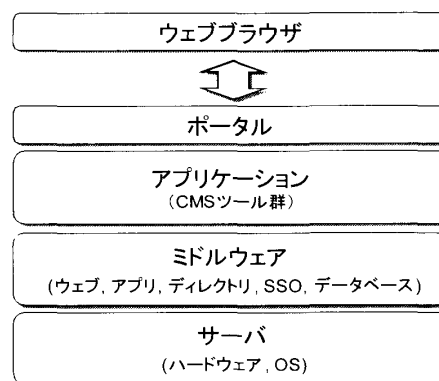 ウェブブラウザ
ポータル
アプリケーション
(CMSツール群)
ミドルウェア
(ウェブ, アプリ, ディレクトリ, SSO, データベース)
サーバ
(ハードウェア, OS)